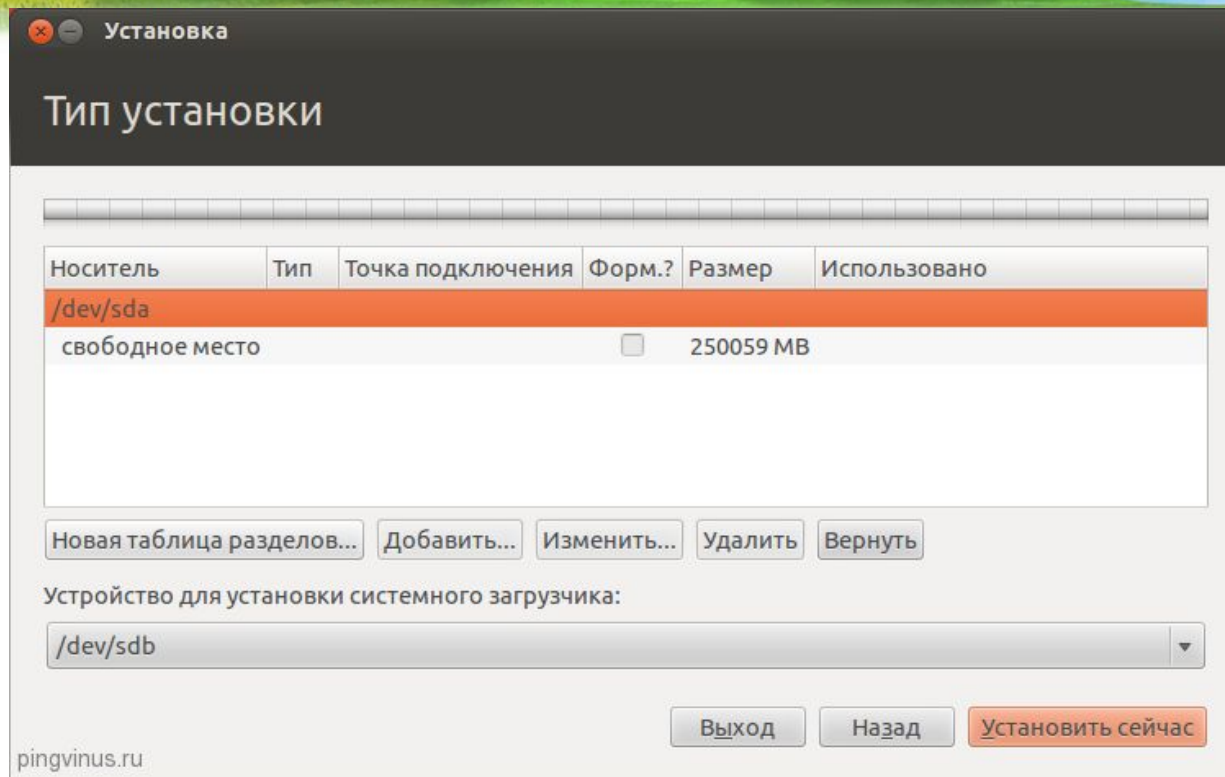 Установка
Тип установки
Носитель Тип Точка подключения Форм.? Размер Использовано
/dev/sda
свободное место 250059 MB
Новая таблица разделов... Добавить... Изменить... Удалить Вернуть
Устройство для установки системного загрузчика:
/dev/sdb
Выход Назад Установить сейчас
pingvinus.ru